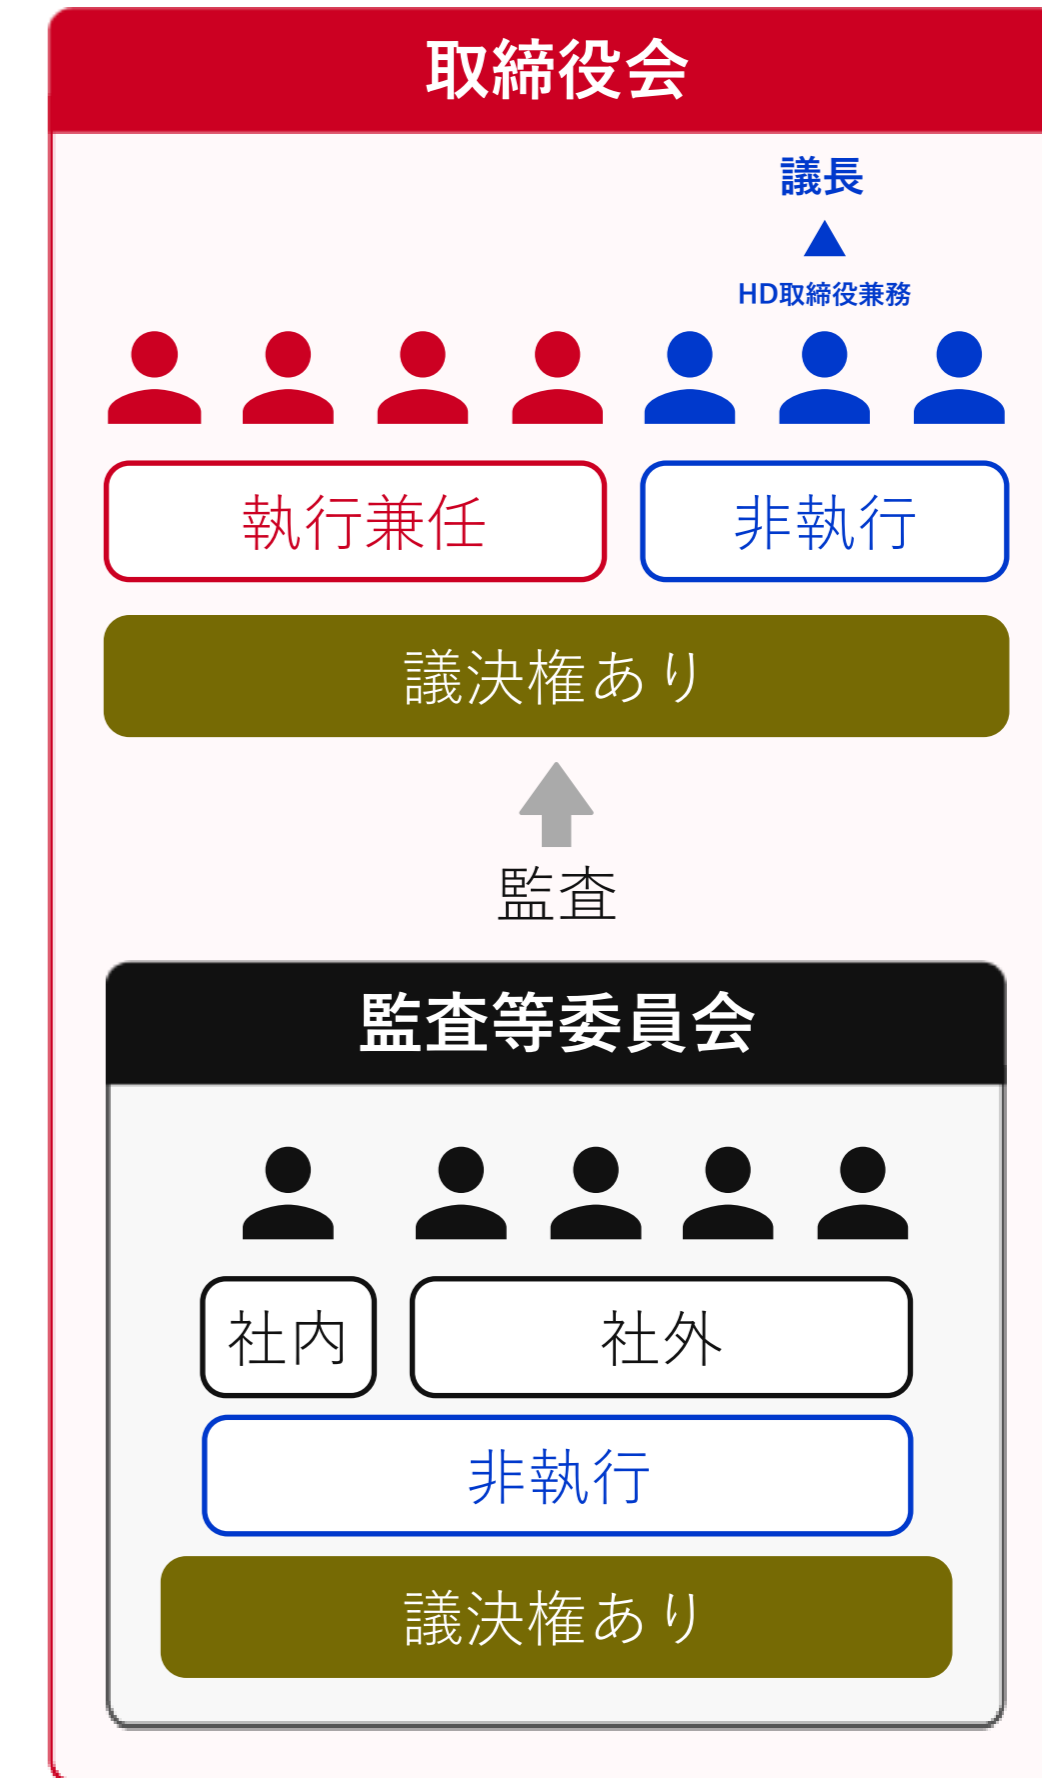 取締役会
議長
HD取締役兼務
執行兼任 非執行
議決権あり
監査
監査等委員会
社内 社外
非執行
議決権あり